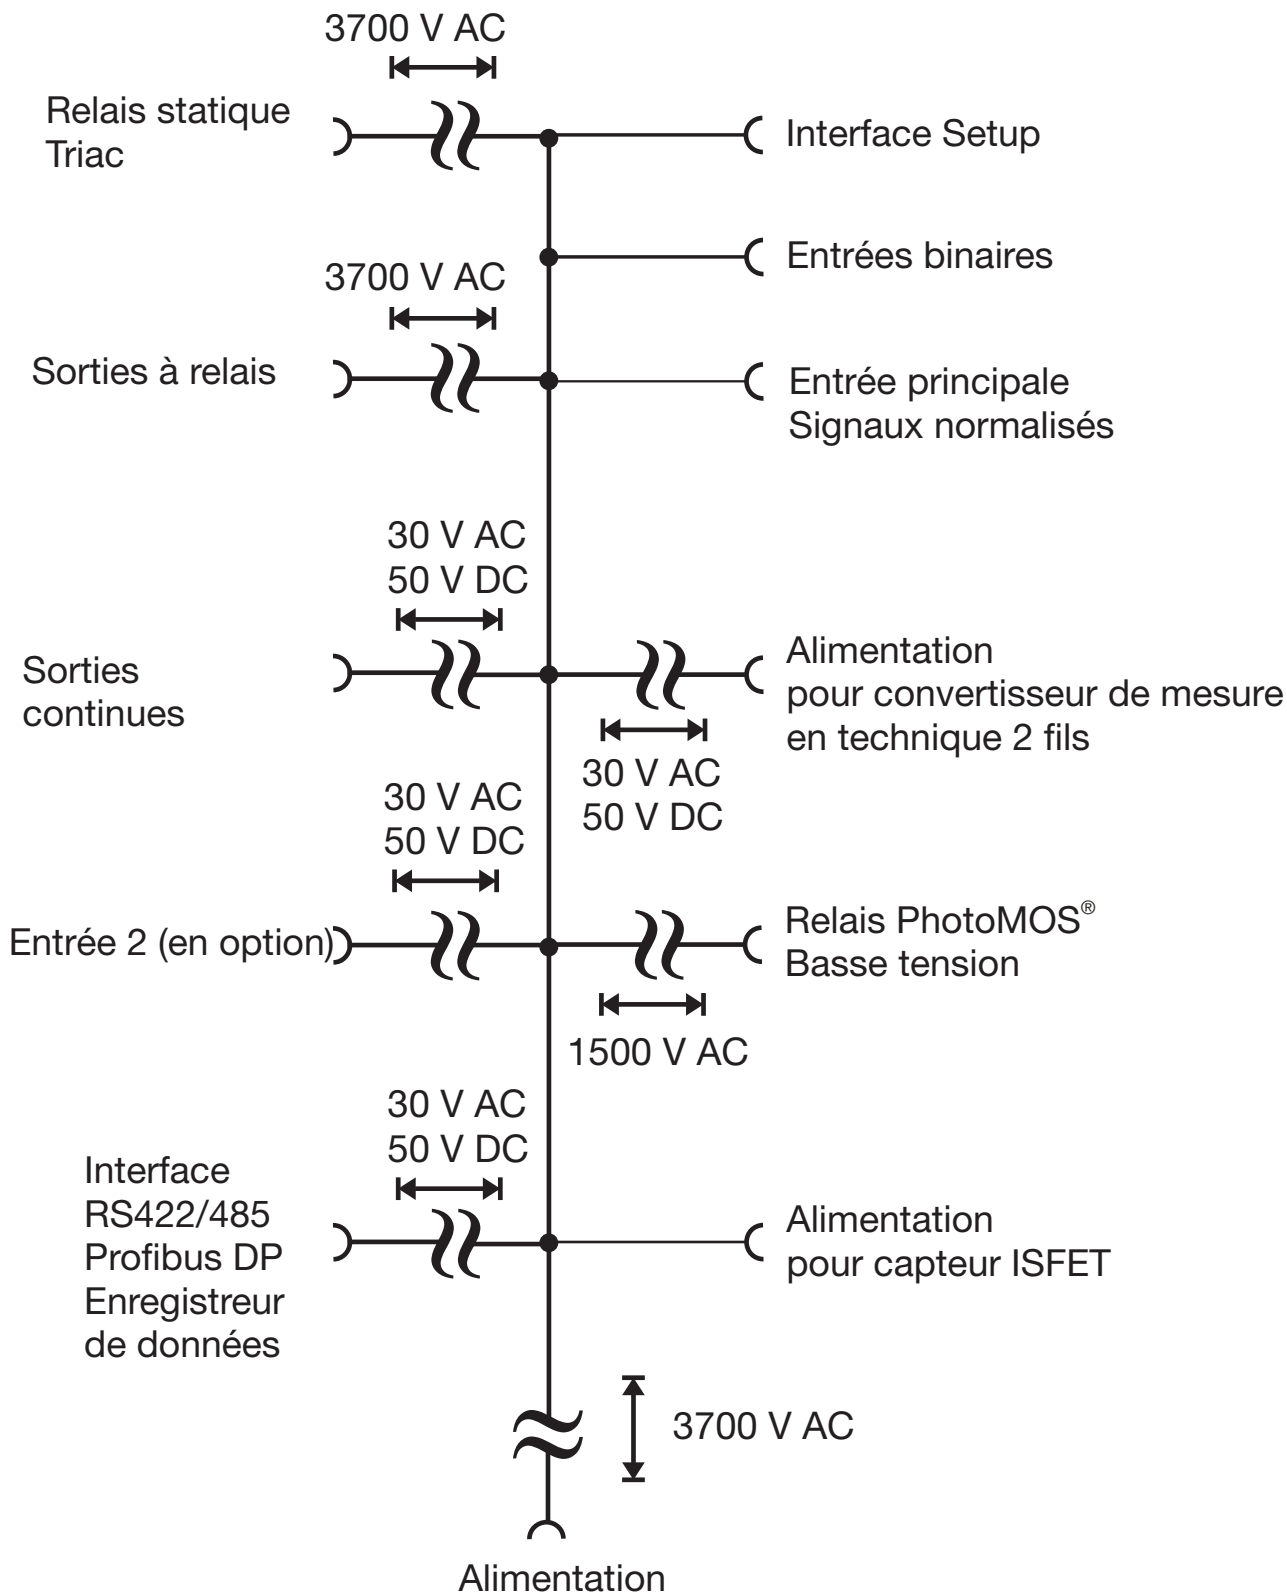 3700 V AC
Relais statique
Triac
Interface Setup
Entrées binaires
3700 V AC
Sorties à relais
Entrée principale
Signaux normalisés
30 V AC
50 V DC
Sorties
continues
Alimentation
pour convertisseur de mesure
en technique 2 fils
30 V AC
50 V DC
30 V AC
50 V DC
Entrée 2 (en option)
Relais PhotoMOS®
Basse tension
1500 V AC
30 V AC
50 V DC
Interface
RS422/485
Profibus DP
Enregistreur
de données
Alimentation
pour capteur ISFET
3700 V AC
Alimentation